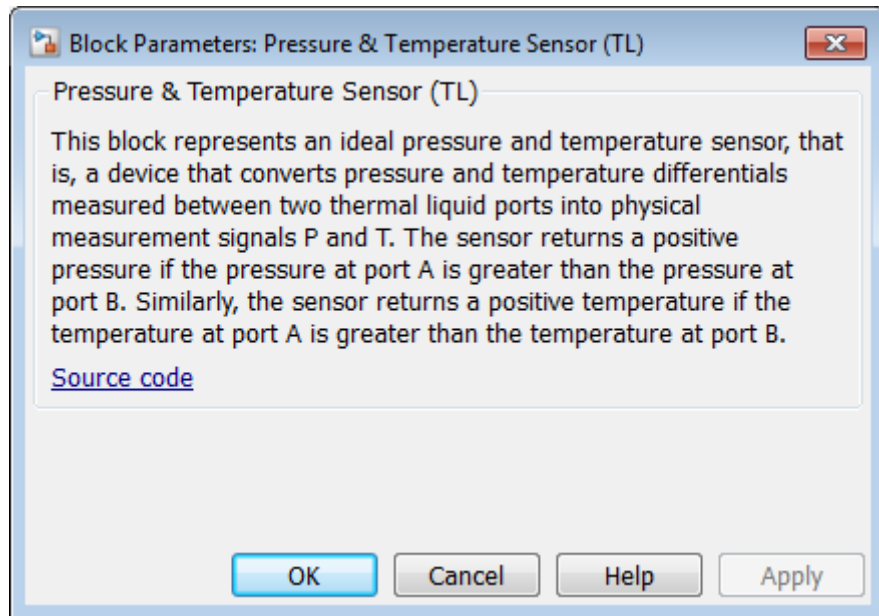 Block Parameters: Pressure & Temperature Sensor (TL)
Pressure & Temperature Sensor (TL)
This block represents an ideal pressure and temperature sensor, that
is, a device that converts pressure and temperature differentials
measured between two thermal liquid ports into physical
measurement signals P and T. The sensor returns a positive
pressure if the pressure at port A is greater than the pressure at
port B. Similarly, the sensor returns a positive temperature if the
temperature at port A is greater than the temperature at port B.
Source code
OK Cancel Help Apply